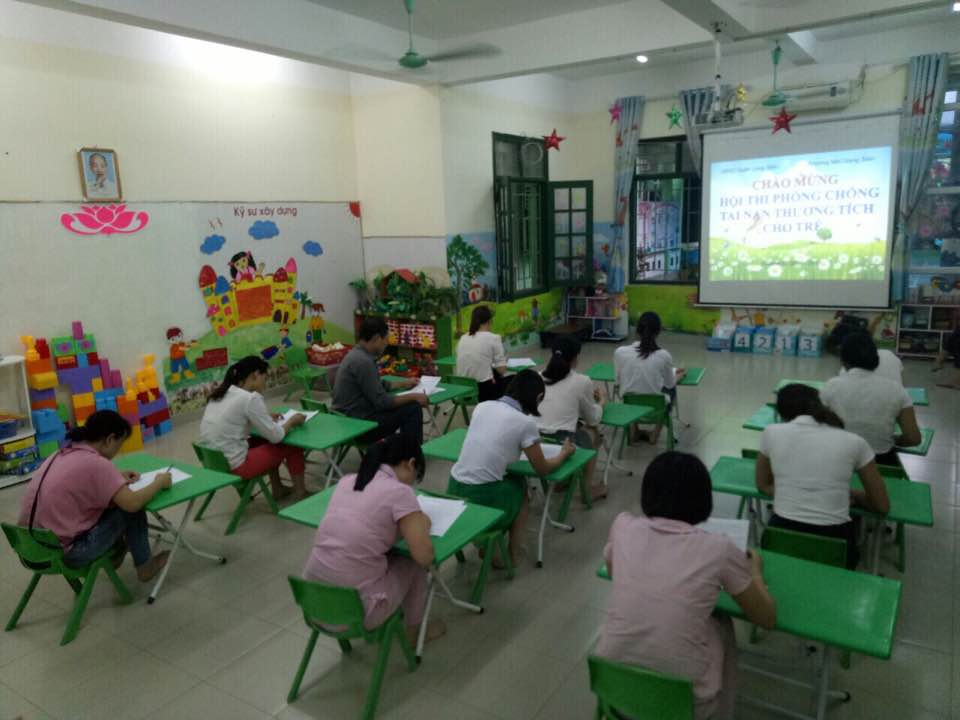 Kỹ sư xây dựng
CHÀO MỪNG
HỘI THI PHÒNG CHỐNG
TAI NẠN THƯƠNG TÍCH
CHO TRẺ
4 2 1 3